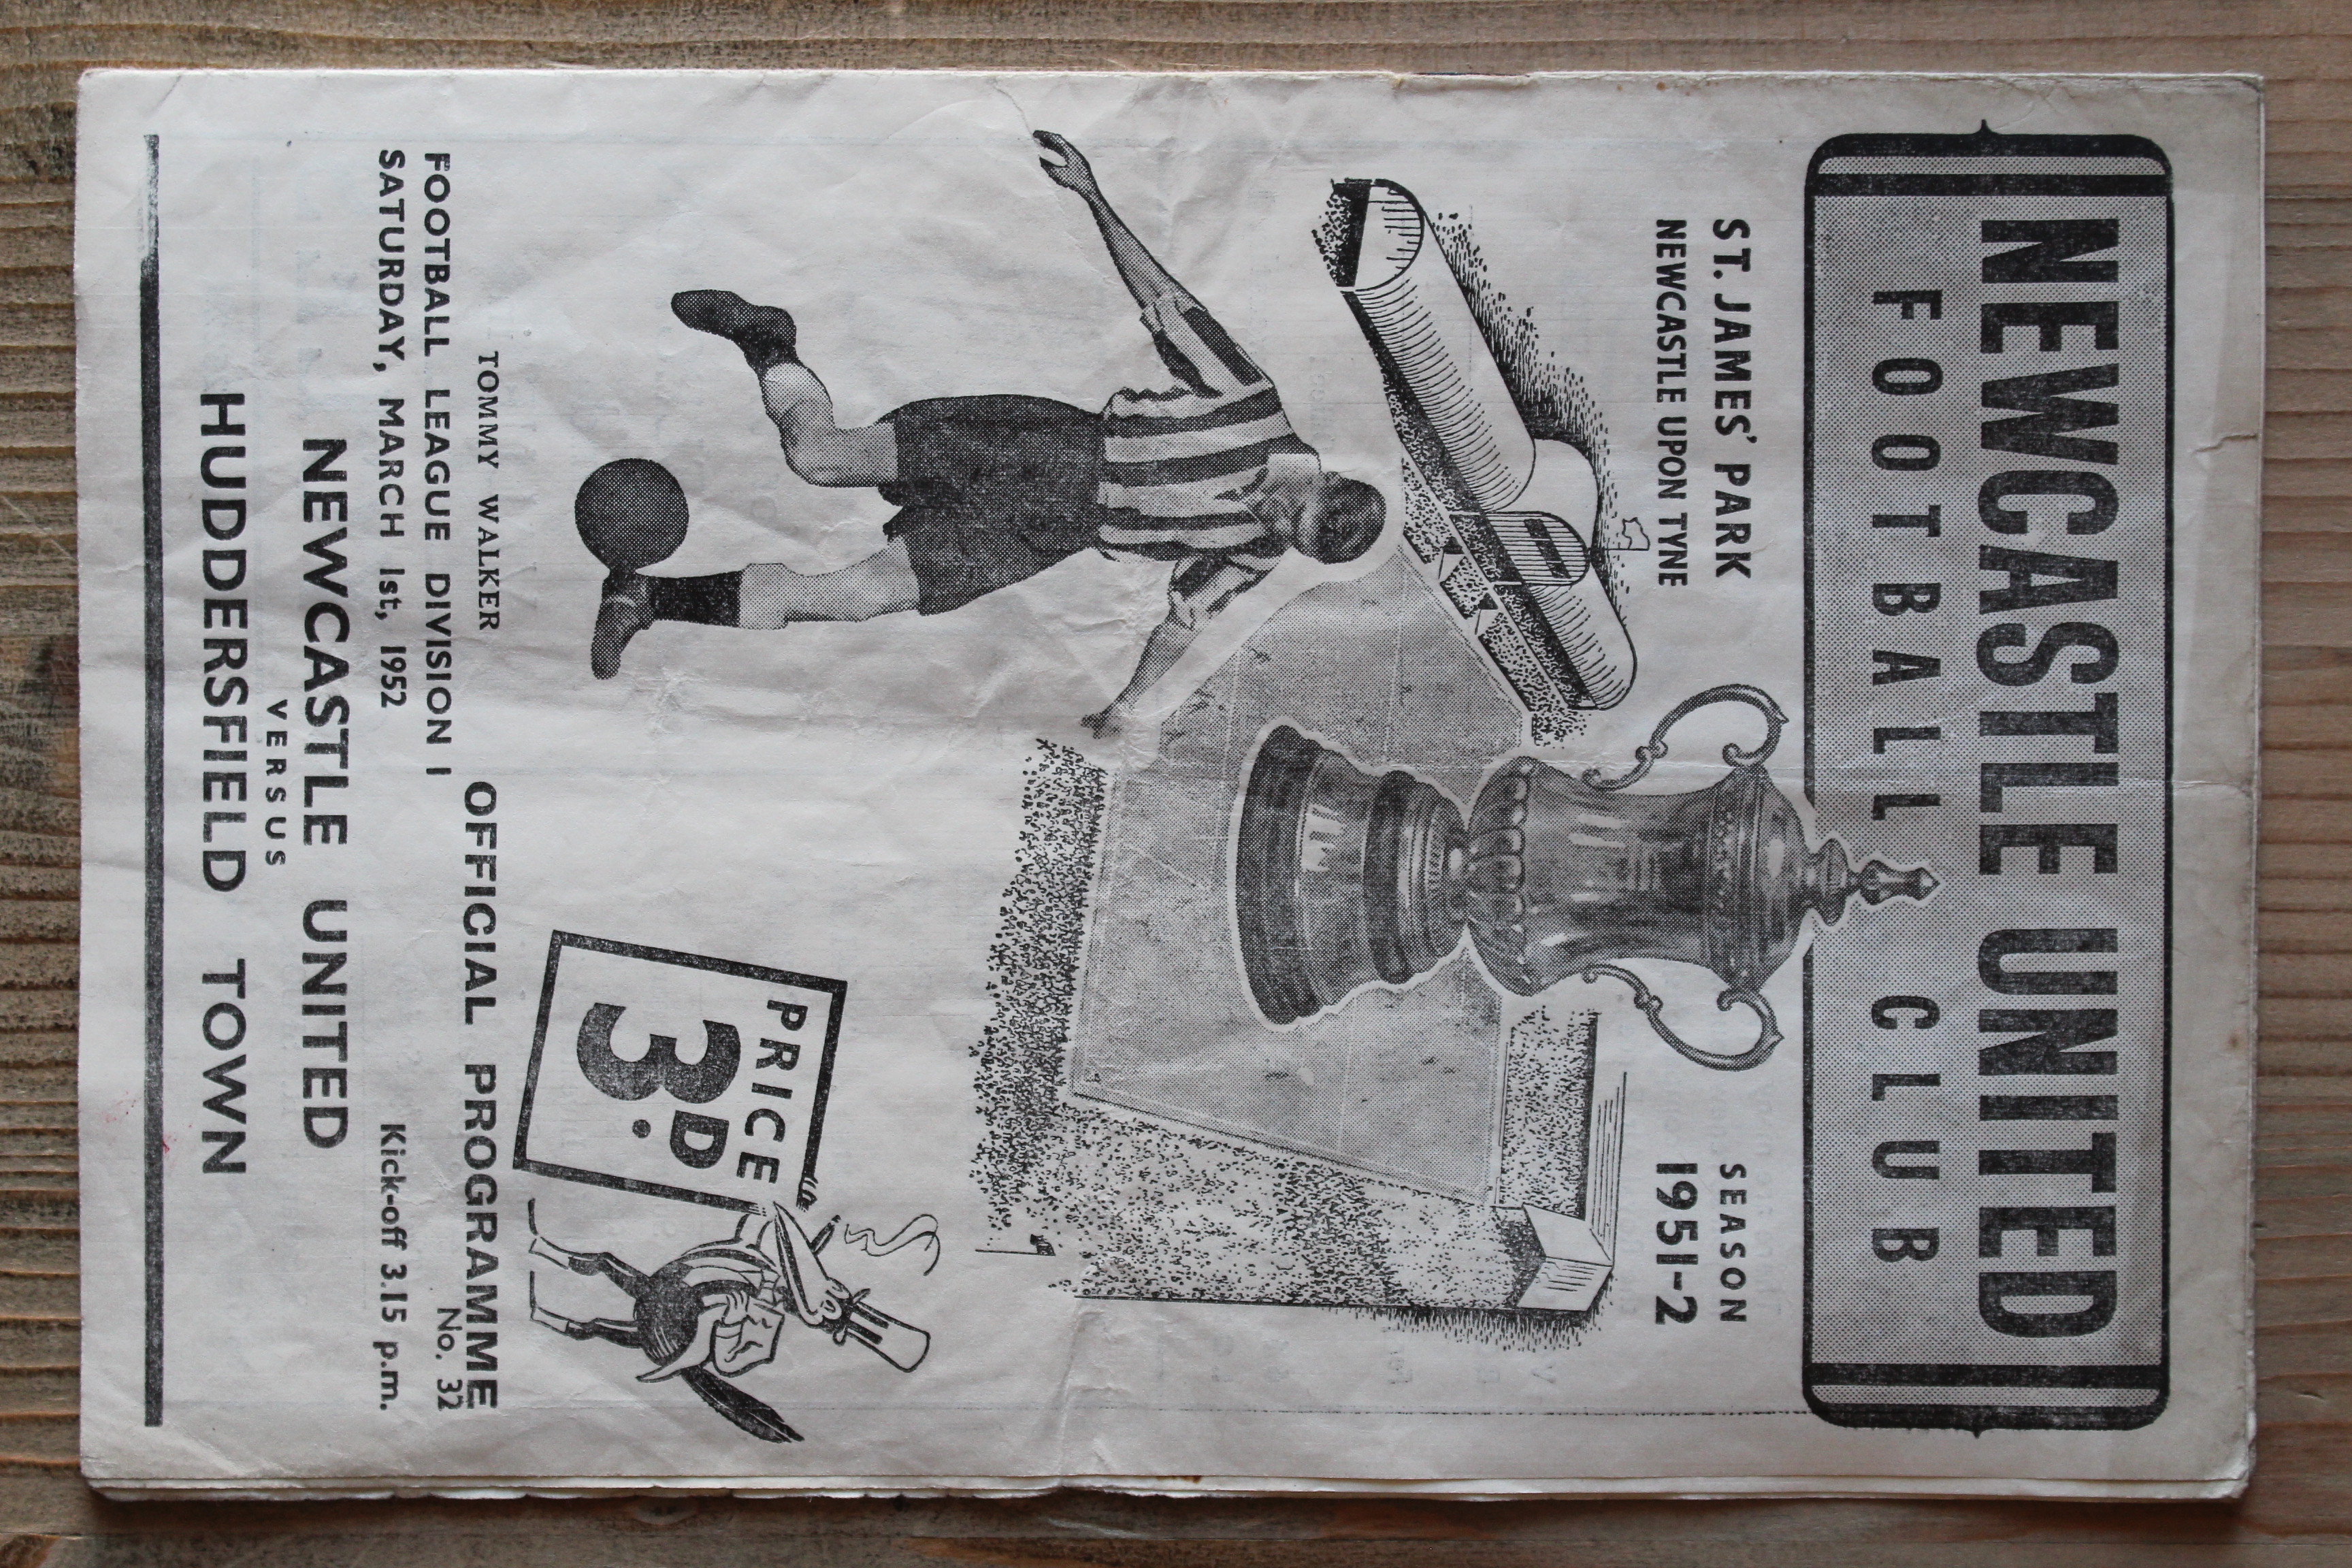 NEWCASTLE UNITED
FOOTBALL CLUB
ST. JAMES' PARK
NEWCASTLE UPON TYNE
SEASON
1951-2
PRICE
3D.
TOMMY WALKER
OFFICIAL PROGRAMME
FOOTBALL LEAGUE DIVISION 1
No. 32
SATURDAY, MARCH 1st, 1952
Kick-off 3.15 p.m.
NEWCASTLE UNITED
VERSUS
HUDDERSFIELD TOWN